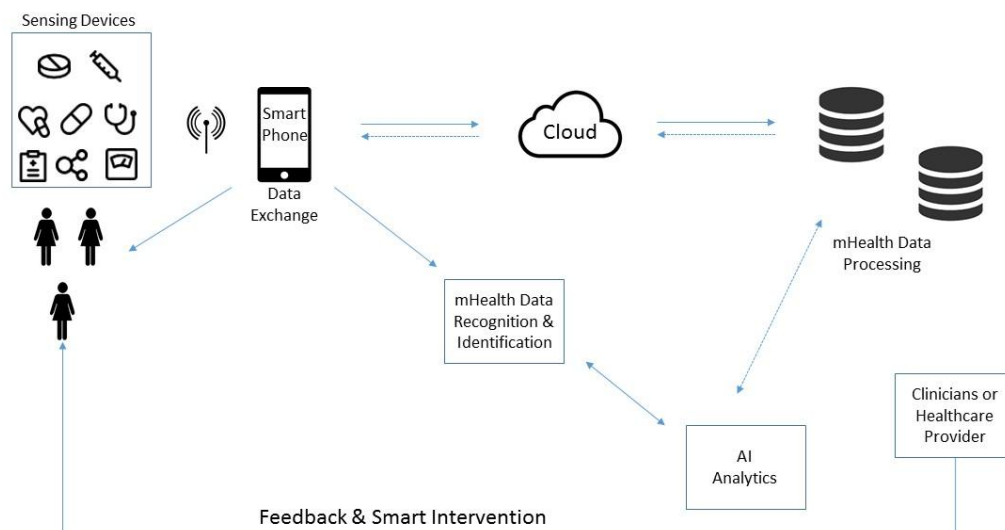 Sensing Devices
Smart
Phone
Cloud
Data
Exchange
mHealth Data
Processing
mHealth Data
Recognition &
Identification
Clinicians or
Healthcare
Provider
AI
Analytics
Feedback & Smart Intervention